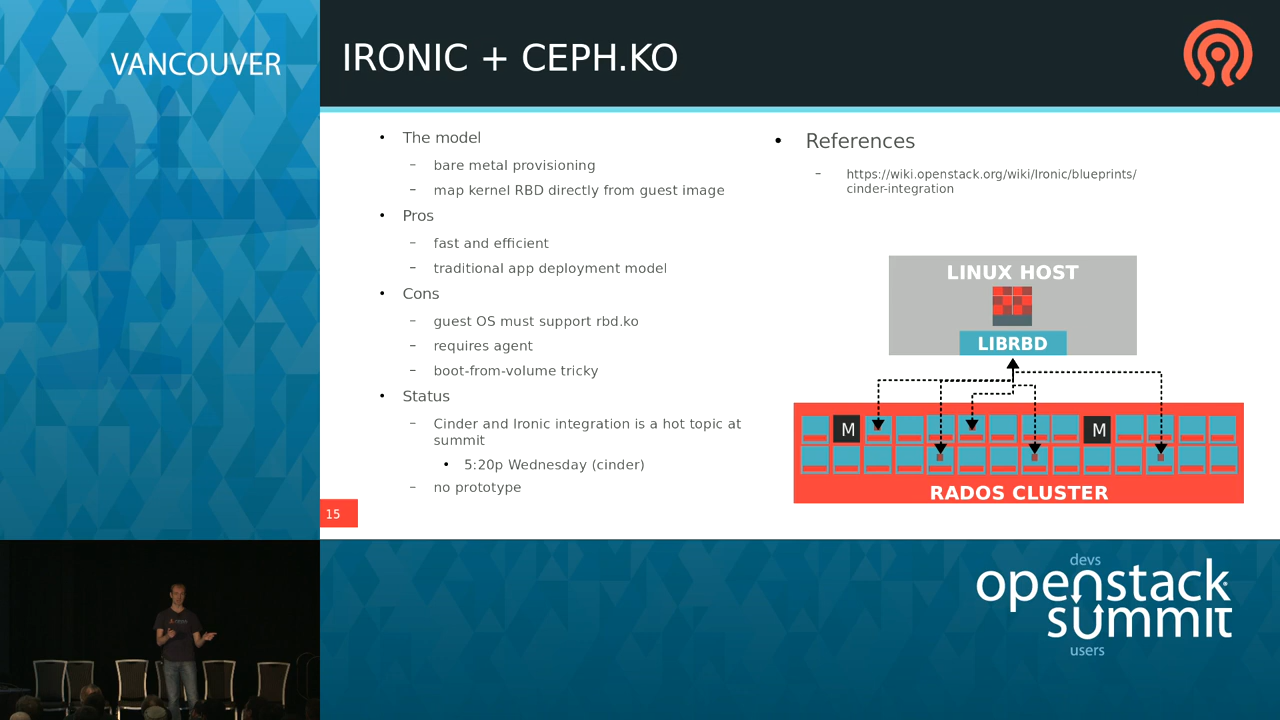 VANCOUVER
IRONIC + CEPH.KO
• The model
– bare metal provisioning
– map kernel RBD directly from guest image
• Pros
– fast and efficient
– traditional app deployment model
• Cons
– guest OS must support rbd.ko
– requires agent
– boot-from-volume tricky
• Status
– Cinder and Ironic integration is a hot topic at
summit
• 5:20p Wednesday (cinder)
– no prototype
15
• References
– https://wiki.openstack.org/wiki/Ironic/blueprints/
cinder-integration
LINUX HOST
LIBRBD
M
M
RADOS CLUSTER
devs
openstack
summit
users